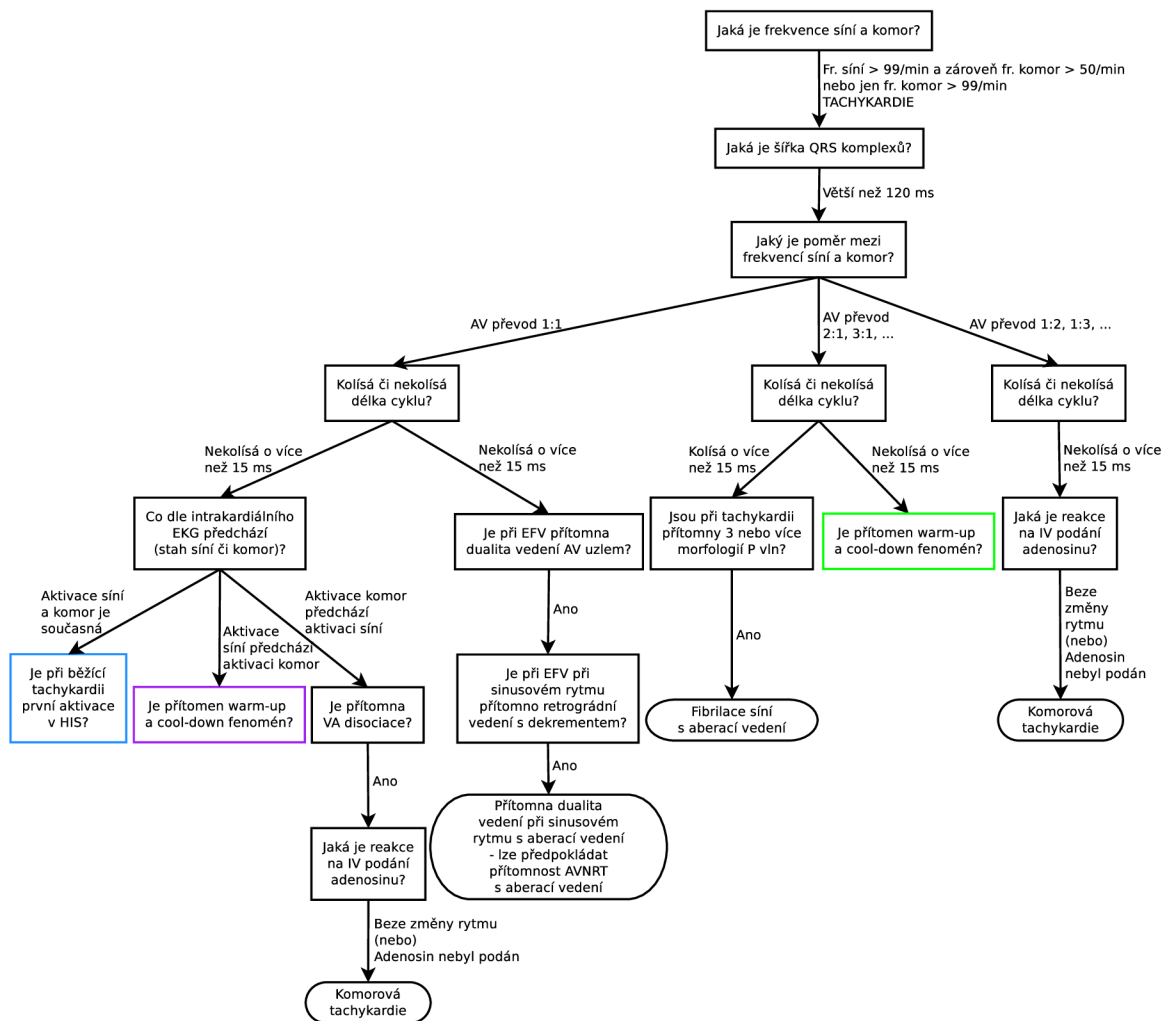 Jaká je frekvence síní a komor?
Fr. síní > 99/min a zároveň fr. komor > 50/min
nebo jen fr. komor > 99/min
TACHYKARDIE
Jaká je šířka QRS komplexů?
Větší než 120 ms
Jaký je poměr mezi
frekvencí síní a komor?
AV převod 1:1
AV převod
2:1, 3:1, ...
AV převod 1:2, 1:3, ...
Kolísá či nekolísá
délka cyklu?
Kolísá či nekolísá
délka cyklu?
Kolísá či nekolísá
délka cyklu?
Nekolísá o více
než 15 ms
Nekolísá o více
než 15 ms
Kolísá o více
než 15 ms
Nekolísá o více
než 15 ms
Nekolísá o více
než 15 ms
Co dle intrakardiálního
EKG předchází
(stah síní či komor)?
Je při EFV přítomna
dualita vedení AV uzlem?
Jsou při tachykardii
přítomny 3 nebo více
morfologií P vln?
Je přítomen warm-up
a cool-down fenomén?
Jaká je reakce
na IV podání
adenosinu?
Aktivace síní
a komor je
současná
Aktivace
síní předchází
aktivaci komor
Aktivace komor
předchází
aktivaci síní
Ano
Ano
Beze
změny
rytmu
(nebo)
Adenosin
nebyl podán
Je při běžící
tachykardii
první aktivace
v HIS?
Je přítomen warm-up
a cool-down fenomén?
Je přítomna
VA disociace?
Je při EFV při
sinusovém rytmu
přítomno retrográdní
vedení s dekrementem?
Fibrilace síní
s aberací vedení
Komorová
tachykardie
Ano
Ano
Jaká je reakce
na IV podání
adenosinu?
Přítomna dualita
vedení při sinusovém
rytmu s aberací vedení
- lze předpokládat
přítomnost AVNRT
s aberací vedení
Beze změny rytmu
(nebo)
Adenosin nebyl podán
Komorová
tachykardie